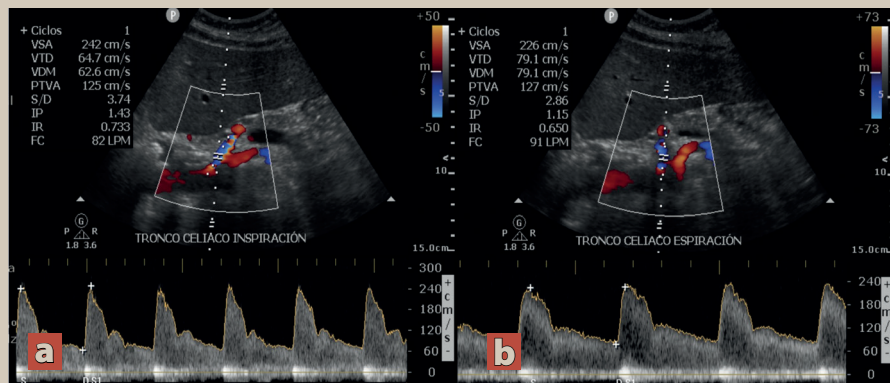 P
+ Ciclos 1
VSA 242 cm/s
VTD 64.7 cm/s
VDM 62.6 cm/s
PTVA 125 cm/s
S/D 3.74
IP 1.43
IR 0.733
FC 82 LPM
+50
c
m
/
s
5
-50
<
10
G
P R
1.8 3.6
TRONCO CELIACO INSPIRACIÓN
15.0cm
- 300
- 240
- 180
- 120
- 60
- 0
+
c
m
/
s
-
a
P
+ Ciclos 1
VSA 226 cm/s
VTD 79.1 cm/s
VDM 79.1 cm/s
PTVA 127 cm/s
S/D 2.86
IP 1.15
IR 0.650
FC 91 LPM
+73
c
m
/
s
5
-73
<
10
G
P R
1.8 3.6
TRONCO CELIACO ESPIRACIÓN
15.0cm
- 240
- 180
- 120
- 60
- 0
+
c
m
/
s
-
b